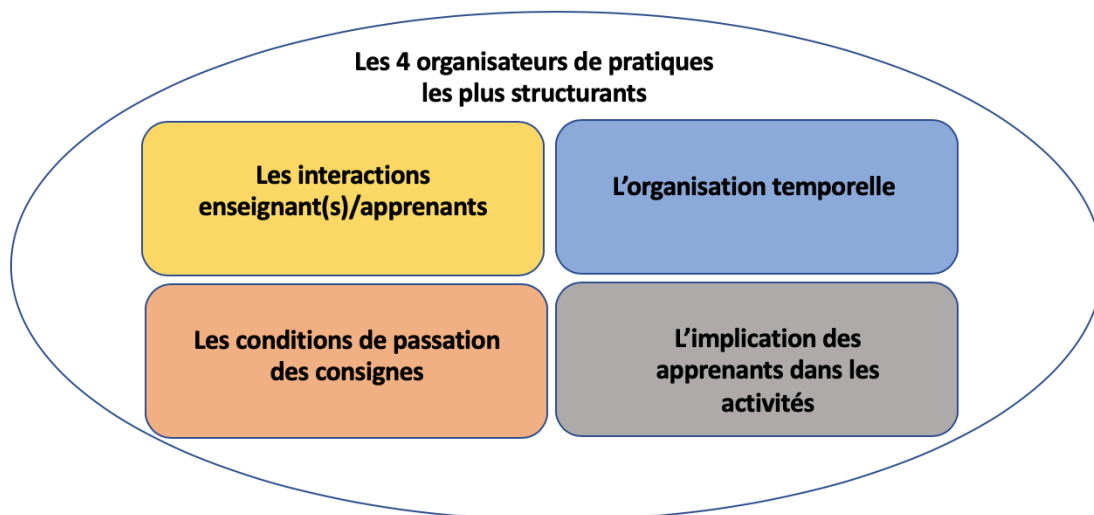 Les 4 organisateurs de pratiques
les plus structurants
Les interactions
enseignant(s)/apprenants
L’organisation temporelle
Les conditions de passation
des consignes
L’implication des
apprenants dans les
activités